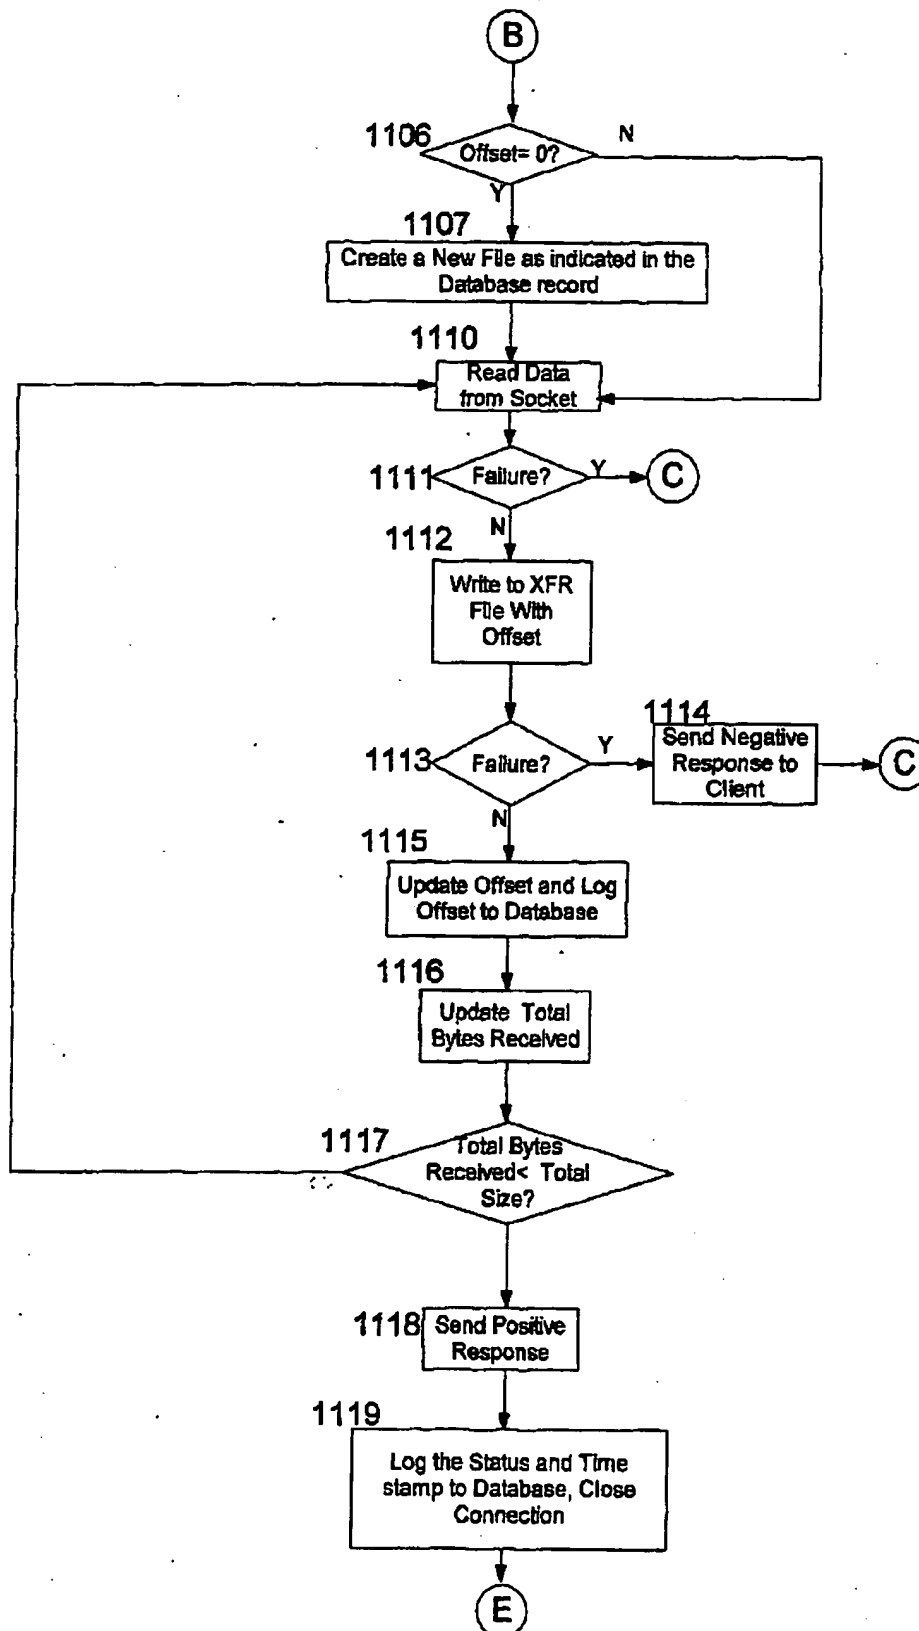 B
1106
Offset= 0?
N
Y
1107
Create a New File as indicated in the
Database record
1110
Read Data
from Socket
1111
Failure?
Y
C
N
1112
Write to XFR
File With
Offset
1113
Failure?
Y
1114
Send Negative
Response to
Client
C
N
1115
Update Offset and Log
Offset to Database
1116
Update Total
Bytes Received
1117
Total Bytes
Received< Total
Size?
1118
Send Positive
Response
1119
Log the Status and Time
stamp to Database, Close
Connection
E